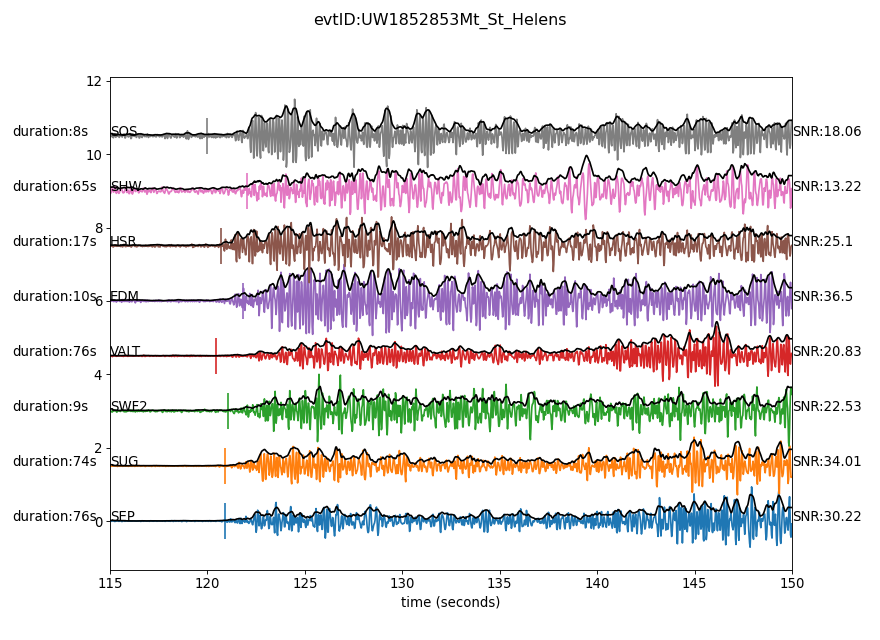 evtID:UW1852853Mt_St_Helens
12
duration:8s SOS SNR:18.06
10
duration:65s SHW SNR:13.22
8
duration:17s HSR SNR:25.1
duration:10s EDM SNR:36.5
6
duration:76s VALT SNR:20.83
4
duration:9s SWF2 SNR:22.53
2
duration:74s SUG SNR:34.01
duration:76s SEP SNR:30.22
0
115 120 125 130 135 140 145 150
time (seconds)